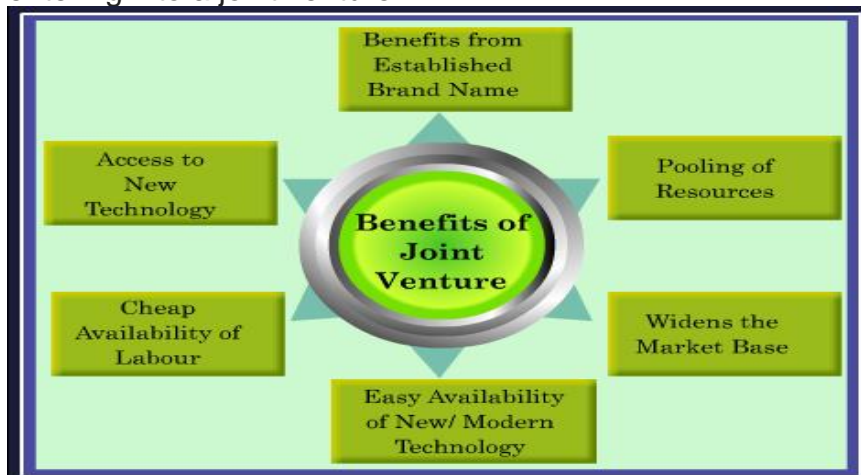 Benefits from
Established
Brand Name
Access to
New
Technology
Pooling of
Resources
Benefits of
Joint
Venture
Cheap
Availability of
Labour
Widens the
Market Base
Easy Availability
of New/ Modern
Technology